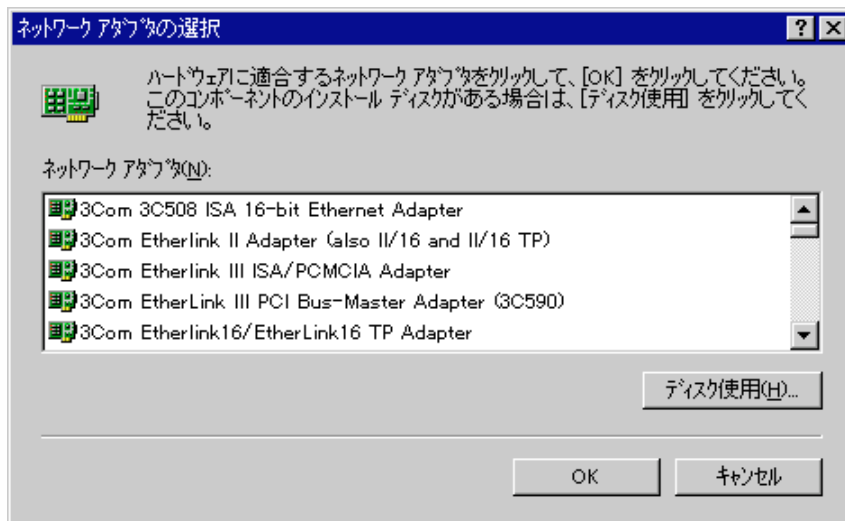 ネットワーク アダプタの選択
ハードウェアに適合するネットワーク アダプタをクリックして、[OK] をクリックしてください。
このコンポーネントのインストール ディスクがある場合は、[ディスク使用] をクリックしてく
ださい。
ネットワーク アダプタ(N):
3Com 3C508 ISA 16-bit Ethernet Adapter
3Com Etherlink II Adapter (also II/16 and II/16 TP)
3Com Etherlink III ISA/PCMCIA Adapter
3Com EtherLink III PCI Bus-Master Adapter (3C590)
3Com Etherlink16/EtherLink16 TP Adapter
ディスク使用(H)...
OK
キャンセル